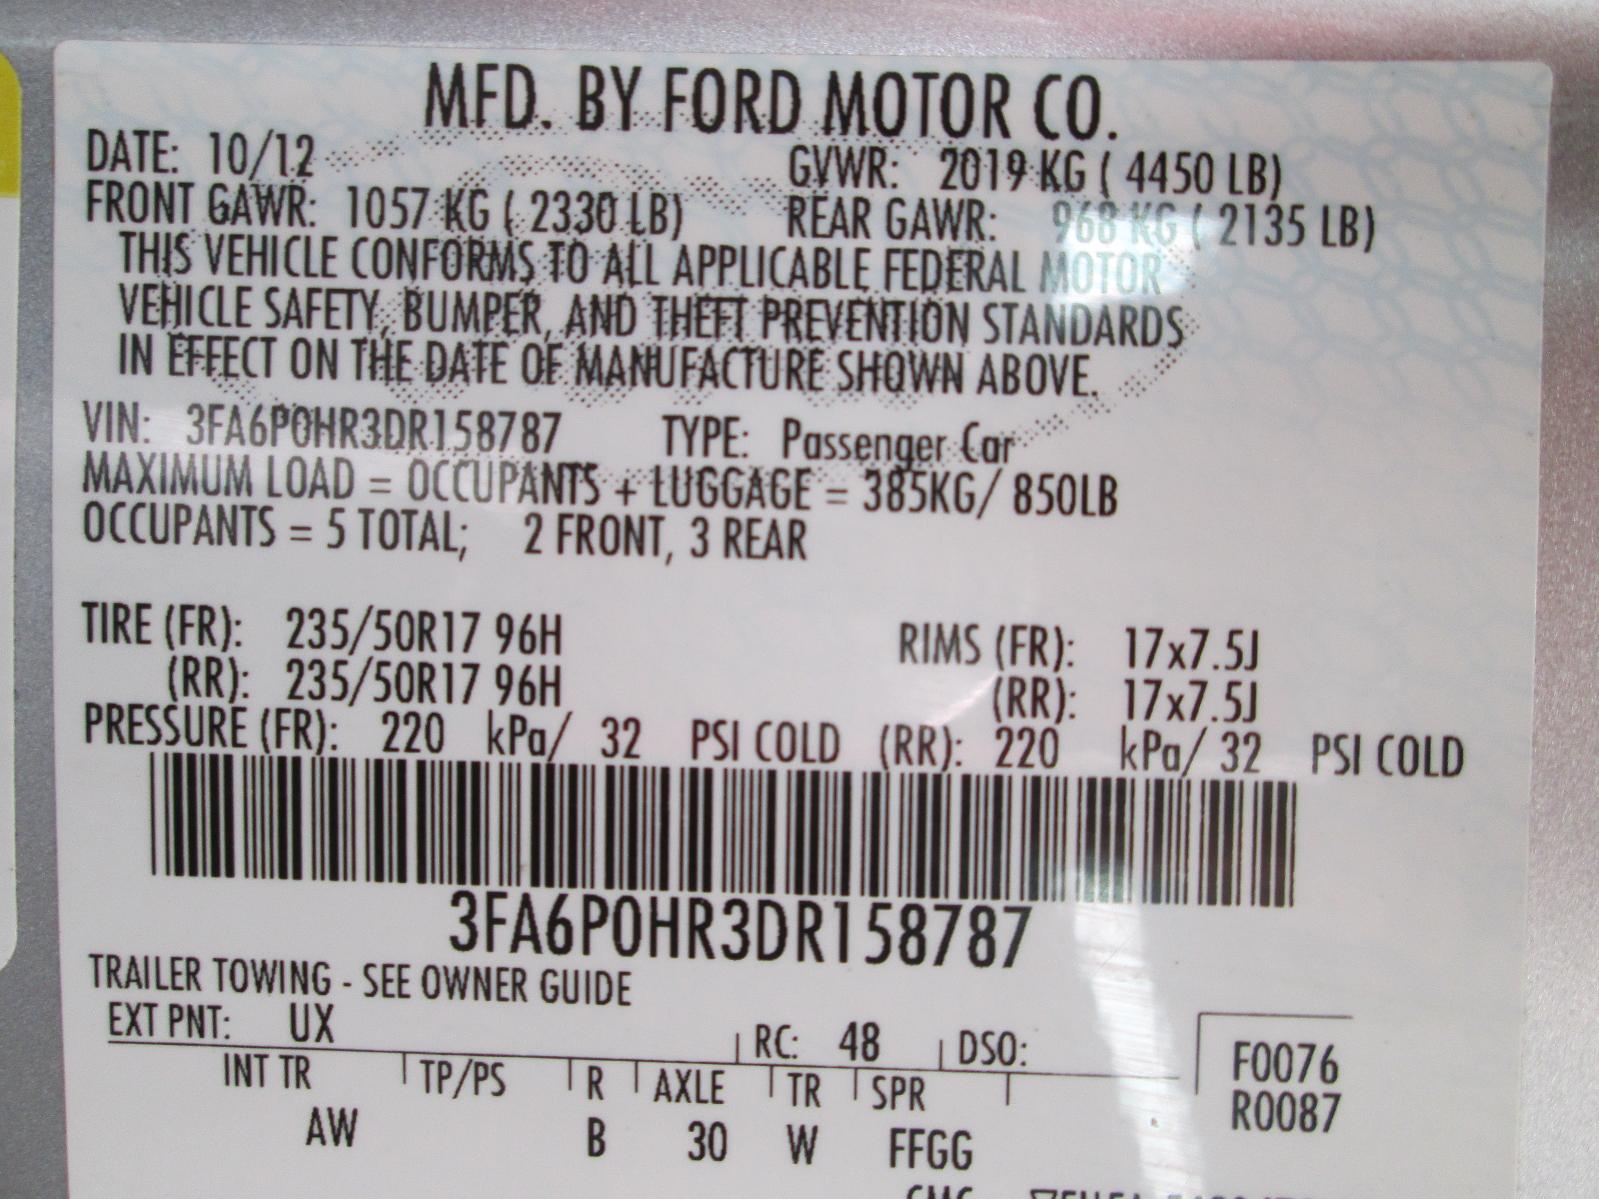 MFD. BY FORD MOTOR CO.
DATE: 10/12 GVWR: 2019 KG ( 4450 LB)
FRONT GAWR: 1057 KG ( 2330 LB) REAR GAWR: 968 KG ( 2135 LB)
THIS VEHICLE CONFORMS TO ALL APPLICABLE FEDERAL MOTOR
VEHICLE SAFETY, BUMPER, AND THEFT PREVENTION STANDARDS
IN EFFECT ON THE DATE OF MANUFACTURE SHOWN ABOVE.
VIN: 3FA6P0HR3DR158787 TYPE: Passenger Car
MAXIMUM LOAD = OCCUPANTS + LUGGAGE = 385KG/ 850LB
OCCUPANTS = 5 TOTAL; 2 FRONT, 3 REAR
TIRE (FR): 235/50R17 96H RIMS (FR): 17x7.5J
(RR): 235/50R17 96H (RR): 17x7.5J
PRESSURE (FR): 220 kPa/ 32 PSI COLD (RR): 220 kPa/ 32 PSI COLD
3FA6P0HR3DR158787
TRAILER TOWING - SEE OWNER GUIDE
EXT PNT: UX RC: 48 DSO: F0076
INT TR TP/PS R AXLE TR SPR R0087
AW B 30 W FFGG